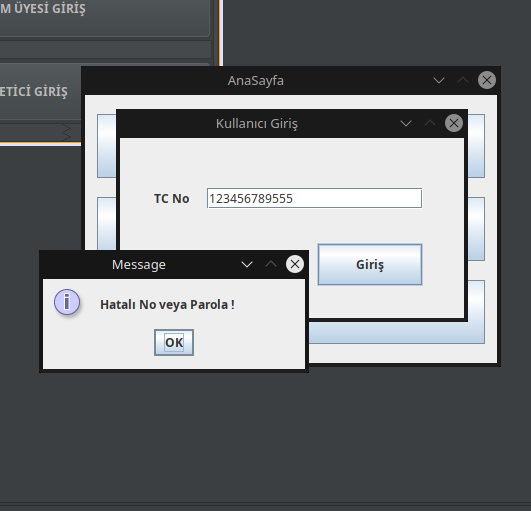 M ÜYESİ GİRİŞ
ETİCİ GİRİŞ
AnaSayfa
Kullanıcı Giriş
TC No
123456789555
Giriş
Message
Hatalı No veya Parola !
OK